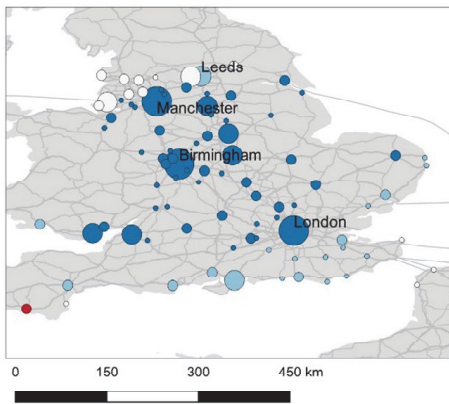 Leeds
Manchester
Birmingham
London
0 150 300 450 km